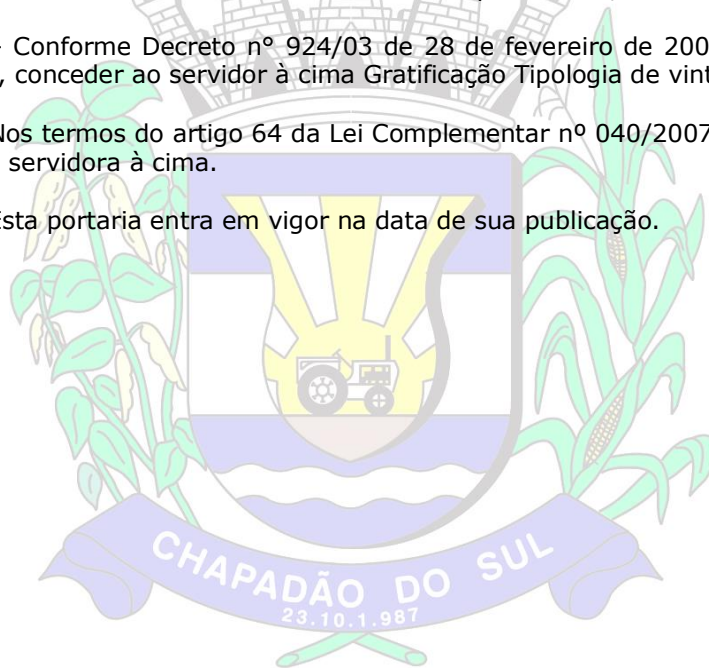 - Conforme Decreto n° 924/03 de 28 de fevereiro de 200
, conceder ao servidor à cima Gratificação Tipologia de vint
Nos termos do artigo 64 da Lei Complementar nº 040/2007
servidora à cima.
Esta portaria entra em vigor na data de sua publicação.
CHAPADÃO DO SUL
23.10.1.987